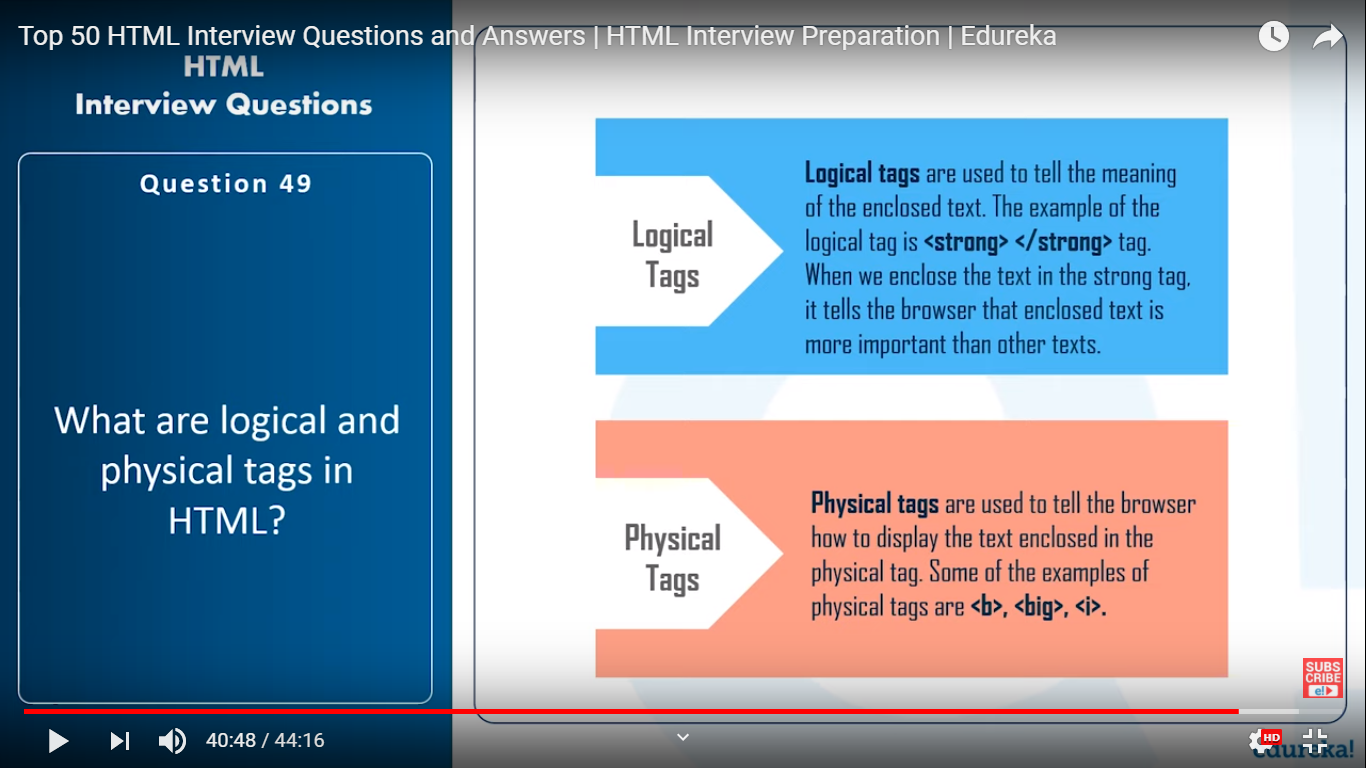 Top 50 HTML Interview Questions and Answers | HTML Interview Preparation | Edureka
HTML
Interview Questions
Question 49
What are logical and
physical tags in
HTML?
Logical
Tags
Logical tags are used to tell the meaning
of the enclosed text. The example of the
logical tag is <strong> </strong> tag.
When we enclose the text in the strong tag,
it tells the browser that enclosed text is
more important than other texts.
Physical
Tags
Physical tags are used to tell the browser
how to display the text enclosed in the
physical tag. Some of the examples of
physical tags are <b>, <big>, <i>.
SUBS
CRIBE
e!
40:48 / 44:16
HD
edureka!